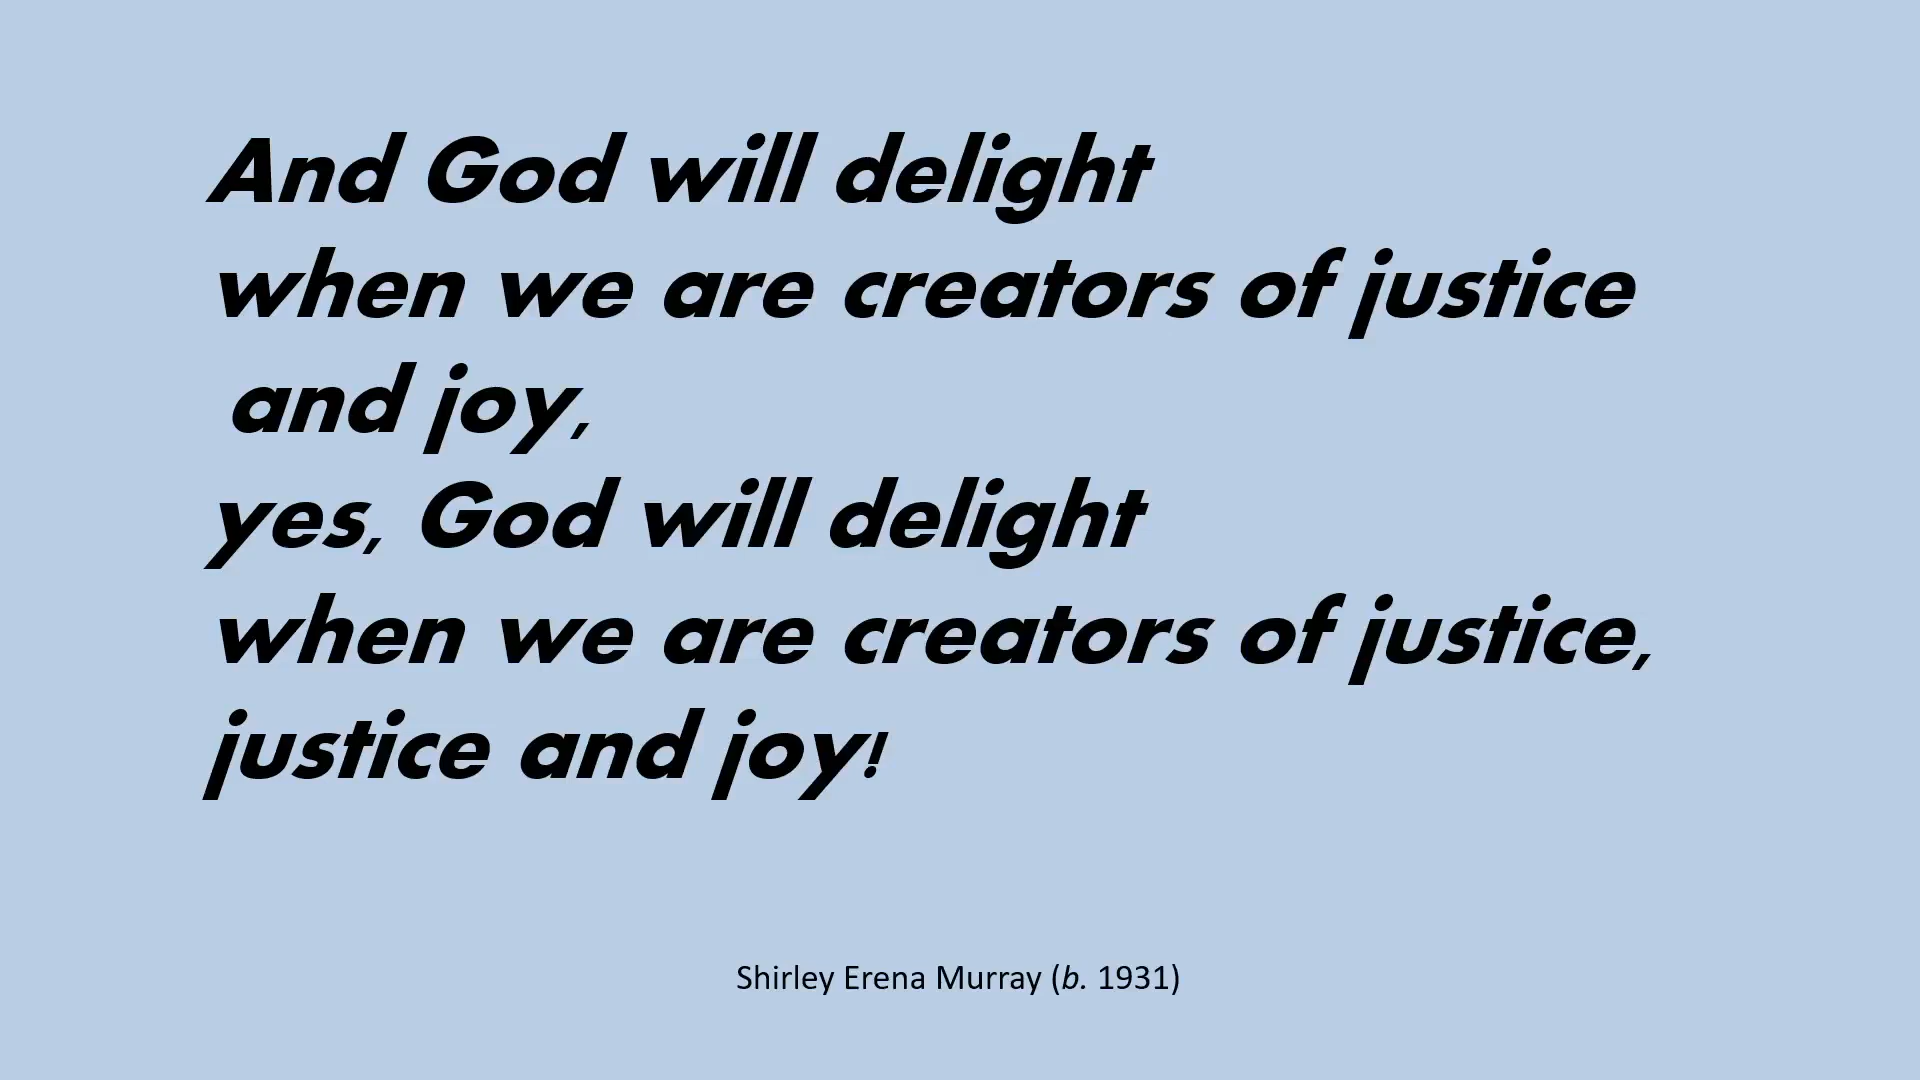 And God will delight
when we are creators of justice
and joy,
yes, God will delight
when we are creators of justice,
justice and joy!
Shirley Erena Murray (b. 1931)